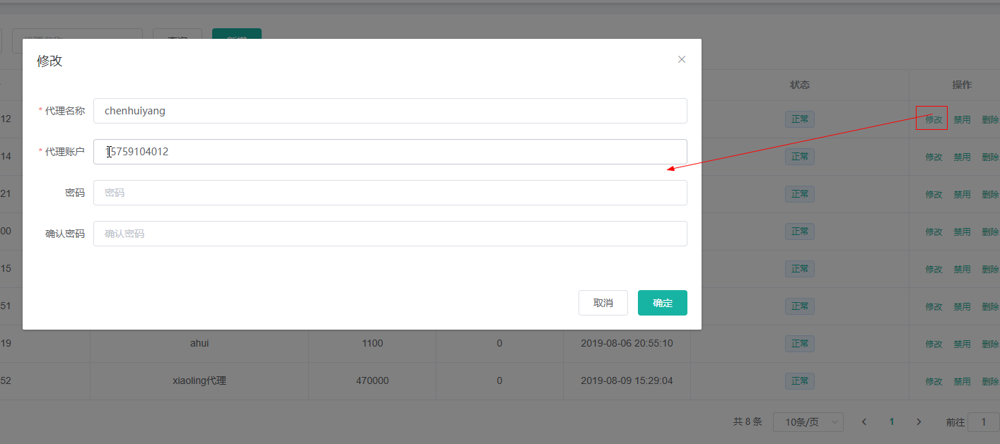 修改
* 代理名称 chenhuiyang
* 代理账户 15759104012
密码 密码
确认密码 确认密码
取消 确定
状态 操作
12 正常 修改 禁用 删除
14 正常 修改 禁用 删除
21 正常 修改 禁用 删除
00 正常 修改 禁用 删除
15 正常 修改 禁用 删除
51 正常 修改 禁用 删除
19 ahui 1100 0 2019-08-06 20:55:10 正常 修改 禁用 删除
52 xiaoling代理 470000 0 2019-08-09 15:29:04 正常 修改 禁用 删除
共 8 条 10条/页 1 前往 1